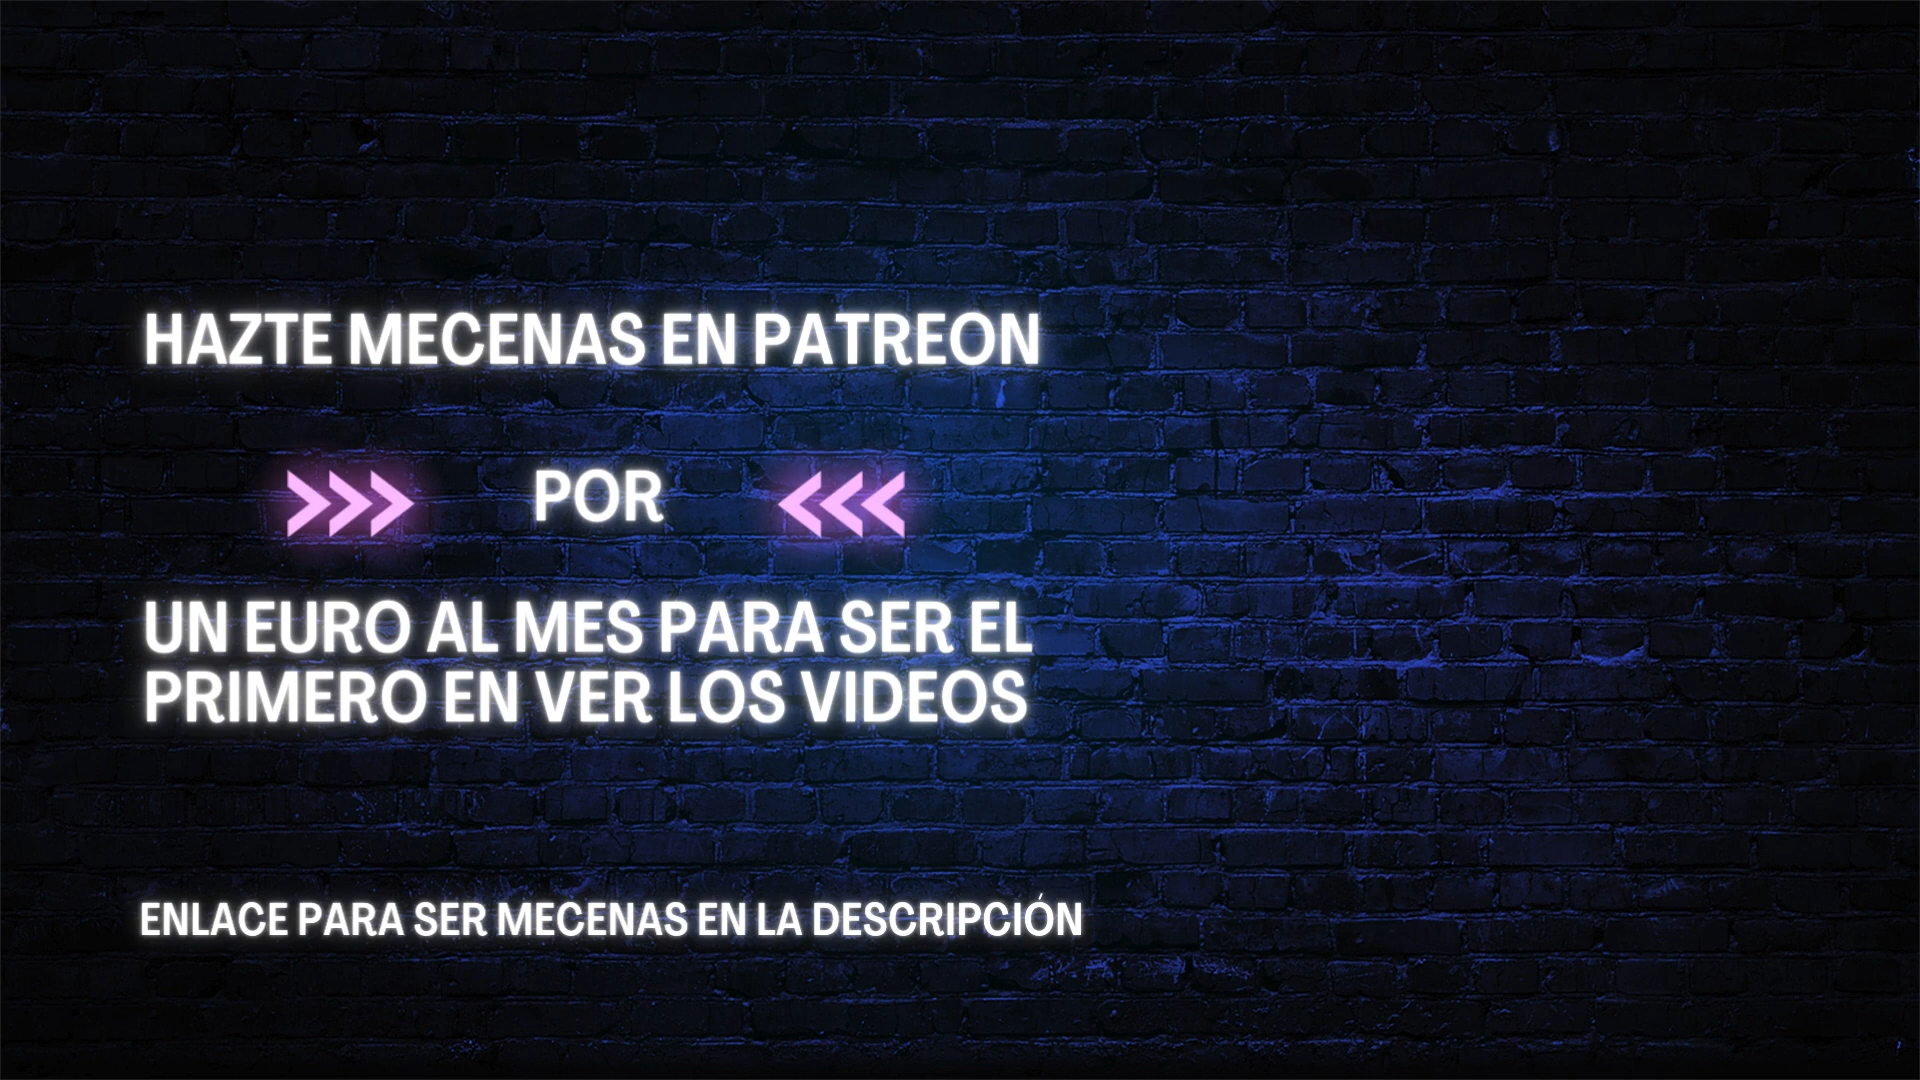 HAZTE MECENAS EN PATREON
POR
UN EURO AL MES PARA SER EL
PRIMERO EN VER LOS VIDEOS
ENLACE PARA SER MECENAS EN LA DESCRIPCIÓN